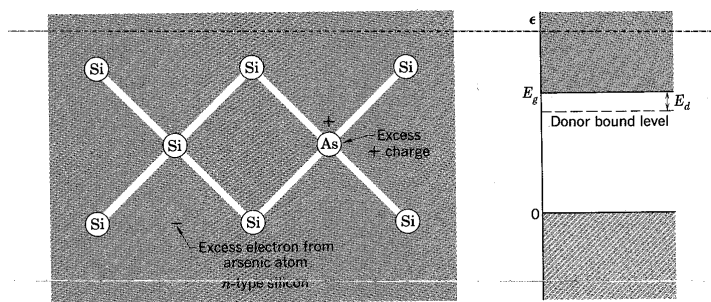 Si
Si
Si
Si
As
+
Excess
+ charge
Si
Si
Si
−
Excess electron from
arsenic atom
n-type silicon
ϵ
E_g
E_d
Donor bound level
0